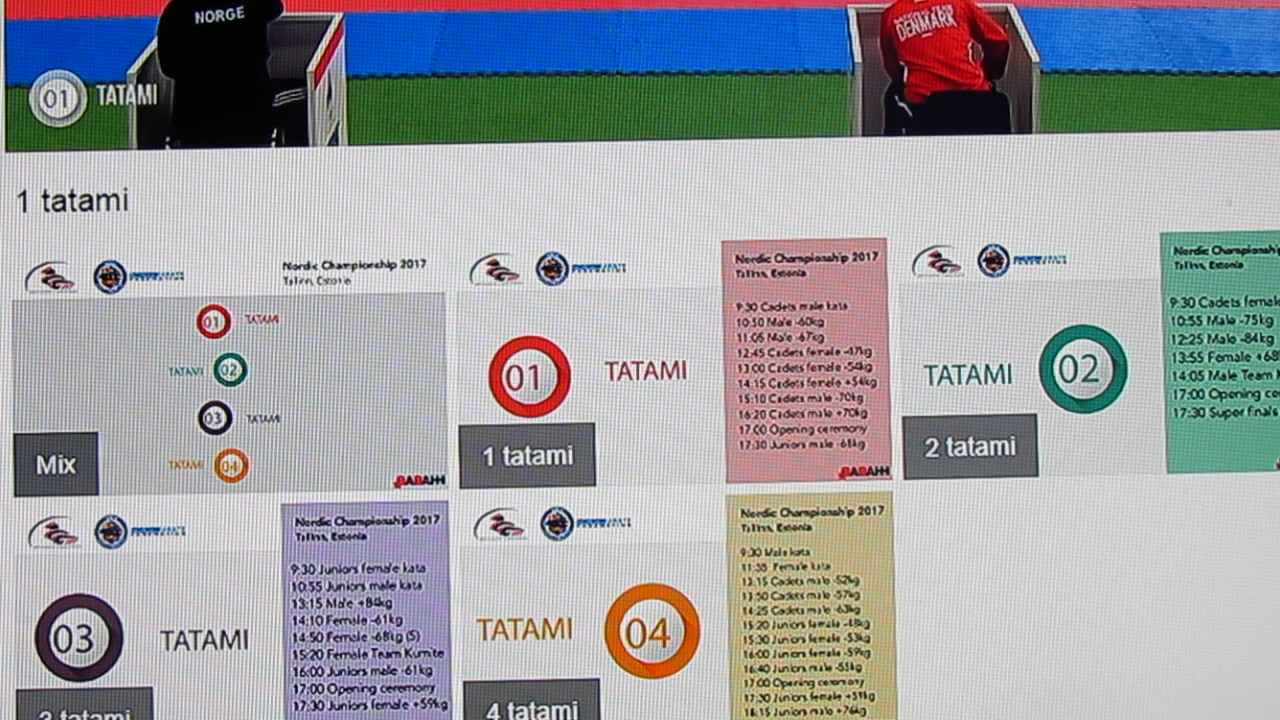 NORGE
DENMARK
01 TATAMI
1 tatami
Nordic Championship 2017
01 TATAMI
TATAMI 02
03 TATAMI
TATAMI 04
Mix
BABAHH
01 TATAMI
1 tatami
Nordic Championship 2017
Tallinn, Estonia
9:30 Cadets male kata
10:50 Male -60kg
11:05 Male -67kg
12:45 Cadets female -47kg
13:00 Cadets female -54kg
14:15 Cadets female +54kg
15:10 Cadets male -70kg
16:20 Cadets male +70kg
17:00 Opening ceremony
17:30 Juniors male -61kg
BABAHH
TATAMI 02
2 tatami
Nordic Championsh
Tallinn, Estonia
9:30 Cadets female
10:55 Male -75kg
12:25 Male -84kg
13:55 Female +68
14:05 Male Team
17:00 Opening ce
17:30 Super finals
03 TATAMI
3 tatami
Nordic Championship 2017
Tallinn, Estonia
9:30 Juniors female kata
10:55 Juniors male kata
13:15 Male +84kg
14:10 Female -61kg
14:50 Female -68kg (5)
15:20 Female Team Kumite
16:00 Juniors male -61kg
17:00 Opening ceremony
17:30 Juniors female +59kg
TATAMI 04
4 tatami
Nordic Championship 2017
Tallinn, Estonia
9:30 Male kata
11:35 Female kata
13:15 Cadets male -52kg
13:50 Cadets male -57kg
14:25 Cadets male -63kg
15:20 Juniors female -48kg
15:30 Juniors female -53kg
16:00 Juniors female -59kg
16:40 Juniors male -55kg
17:00 Opening ceremony
17:30 Juniors female
18:15 Juniors male +76kg